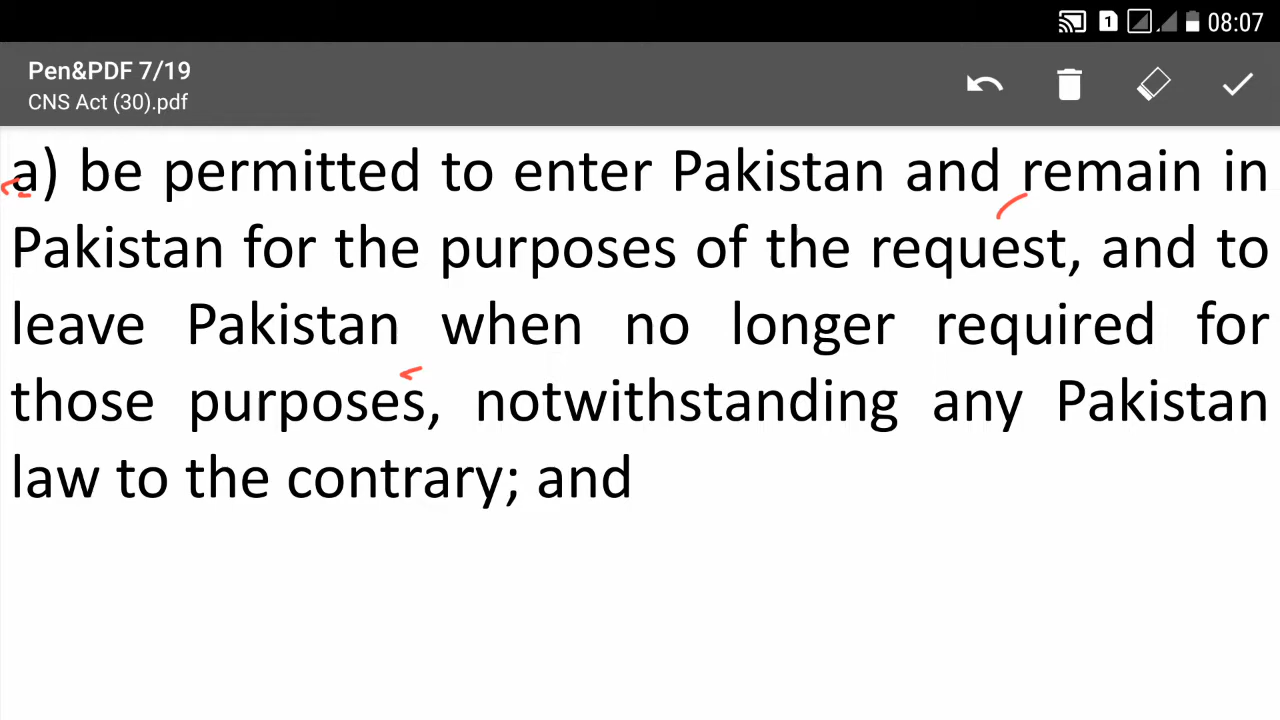 1
08:07
Pen&PDF 7/19
CNS Act (30).pdf
a) be permitted to enter Pakistan and remain in
Pakistan for the purposes of the request, and to
leave Pakistan when no longer required for
those purposes, notwithstanding any Pakistan
law to the contrary; and